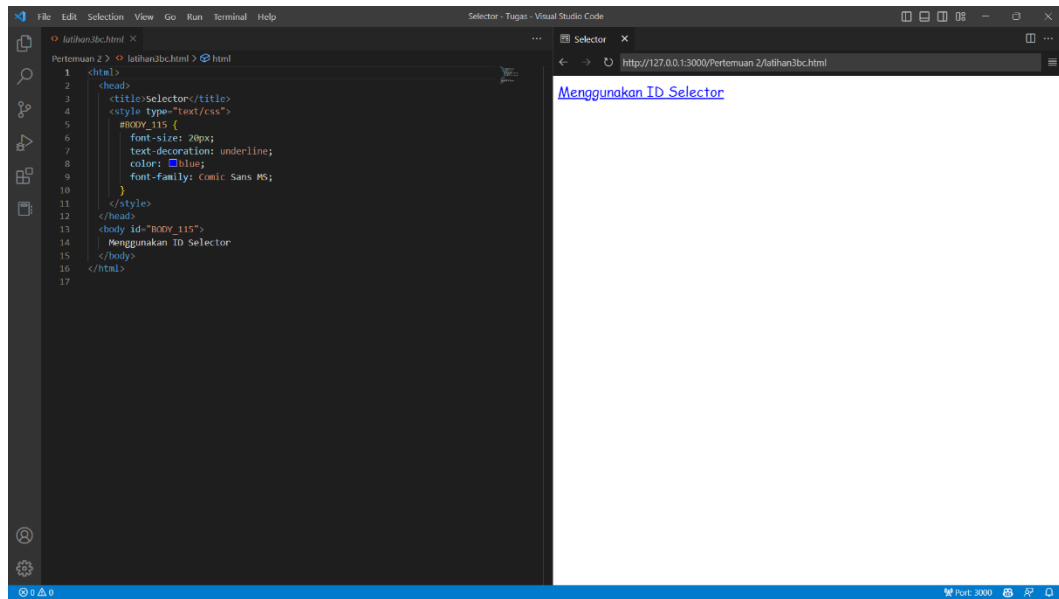 File Edit Selection View Go Run Terminal Help
Selector - Tugas - Visual Studio Code
latihan3bc.html
Pertemuan 2 > latihan3bc.html > html
1 <html>
2 <head>
3 <title>Selector</title>
4 <style type="text/css">
5 #BODY_115 {
6 font-size: 20px;
7 text-decoration: underline;
8 color: blue;
9 font-family: Comic Sans MS;
10 }
11 </style>
12 </head>
13 <body id="BODY_115">
14 Menggunakan ID Selector
15 </body>
16 </html>
17
Selector
http://127.0.0.1:3000/Pertemuan 2/latihan3bc.html
Menggunakan ID Selector
0 0
Port: 3000